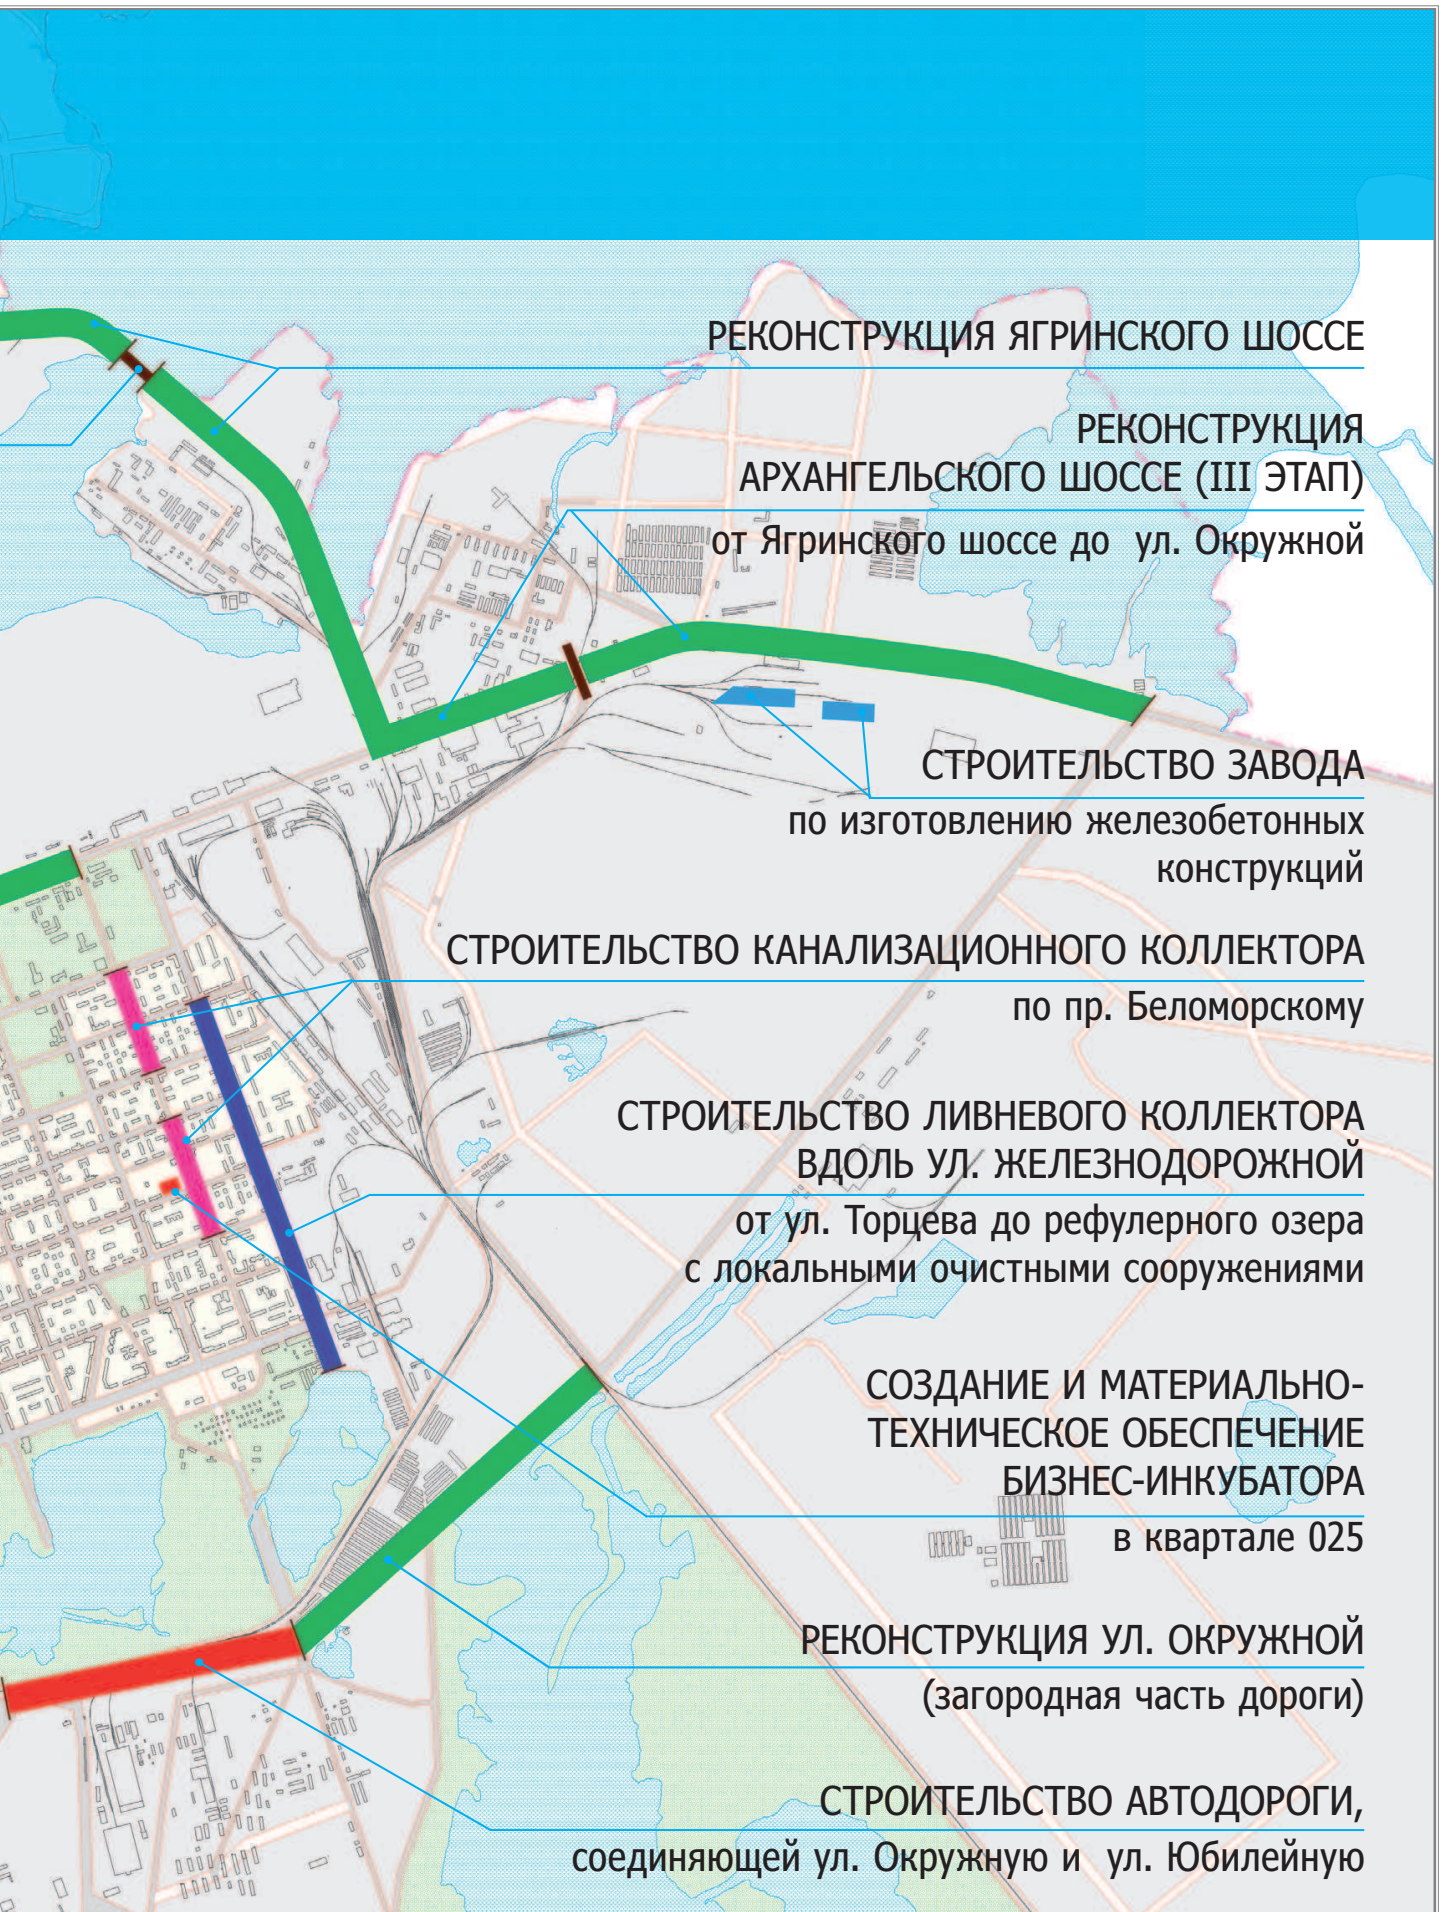 РЕКОНСТРУКЦИЯ ЯГРИНСКОГО ШОССЕ
РЕКОНСТРУКЦИЯ
АРХАНГЕЛЬСКОГО ШОССЕ (III ЭТАП)
от Ягринского шоссе до ул. Окружной
СТРОИТЕЛЬСТВО ЗАВОДА
по изготовлению железобетонных
конструкций
СТРОИТЕЛЬСТВО КАНАЛИЗАЦИОННОГО КОЛЛЕКТОРА
по пр. Беломорскому
СТРОИТЕЛЬСТВО ЛИВНЕВОГО КОЛЛЕКТОРА
ВДОЛЬ УЛ. ЖЕЛЕЗНОДОРОЖНОЙ
от ул. Торцева до рефулерного озера
с локальными очистными сооружениями
СОЗДАНИЕ И МАТЕРИАЛЬНО-
ТЕХНИЧЕСКОЕ ОБЕСПЕЧЕНИЕ
БИЗНЕС-ИНКУБАТОРА
в квартале 025
РЕКОНСТРУКЦИЯ УЛ. ОКРУЖНОЙ
(загородная часть дороги)
СТРОИТЕЛЬСТВО АВТОДОРОГИ,
соединяющей ул. Окружную и ул. Юбилейную